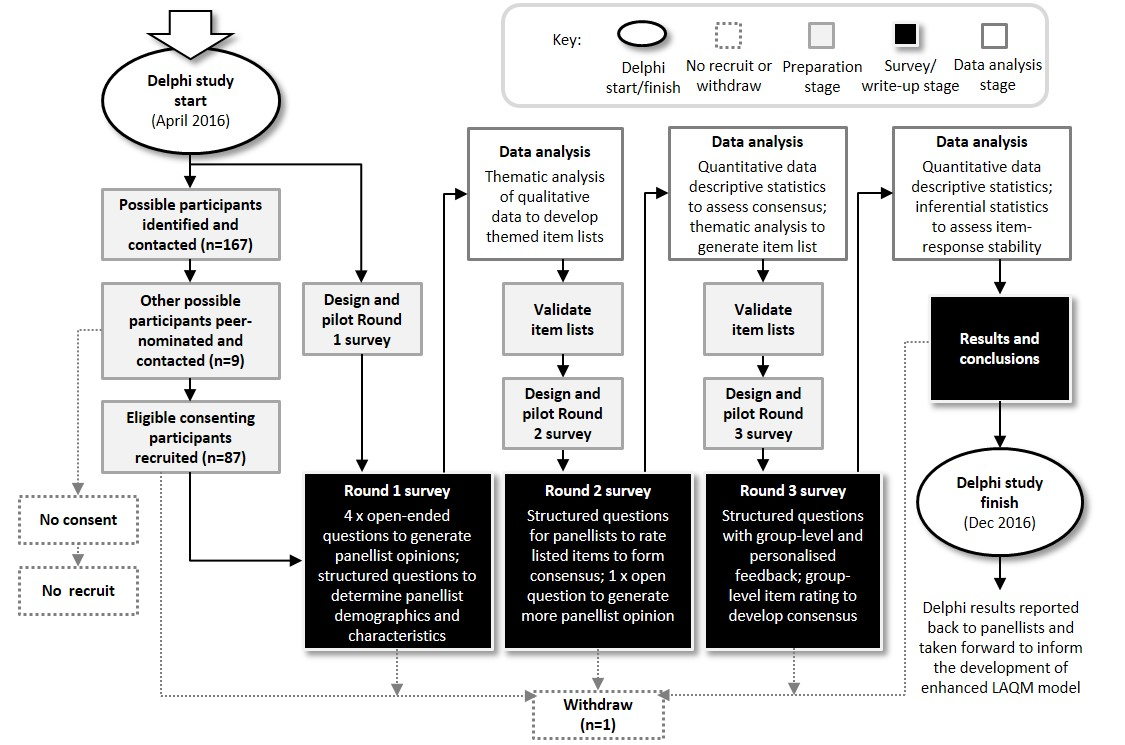 Key:
Delphi
start/finish
No recruit or
withdraw
Preparation
stage
Survey/
write-up stage
Data analysis
stage
Delphi study
start
(April 2016)
Possible participants
identified and
contacted (n=167)
Other possible
participants peer-
nominated and
contacted (n=9)
Eligible consenting
participants
recruited (n=87)
No consent
No recruit
Design and
pilot Round
1 survey
Round 1 survey
4 x open-ended
questions to generate
panellist opinions;
structured questions to
determine panellist
demographics and
characteristics
Data analysis
Thematic analysis
of qualitative
data to develop
themed item lists
Validate
item lists
Design and
pilot Round
2 survey
Round 2 survey
Structured questions
for panellists to rate
listed items to form
consensus; 1 x open
question to generate
more panellist opinion
Data analysis
Quantitative data
descriptive statistics
to assess consensus;
thematic analysis to
generate item list
Validate
item lists
Design and
pilot Round
3 survey
Round 3 survey
Structured questions
with group-level and
personalised
feedback; group-
level item rating to
develop consensus
Data analysis
Quantitative data
descriptive statistics;
inferential statistics
to assess item-
response stability
Results and
conclusions
Delphi study
finish
(Dec 2016)
Delphi results reported
back to panellists and
taken forward to inform
the development of
enhanced LAQM model
Withdraw
(n=1)